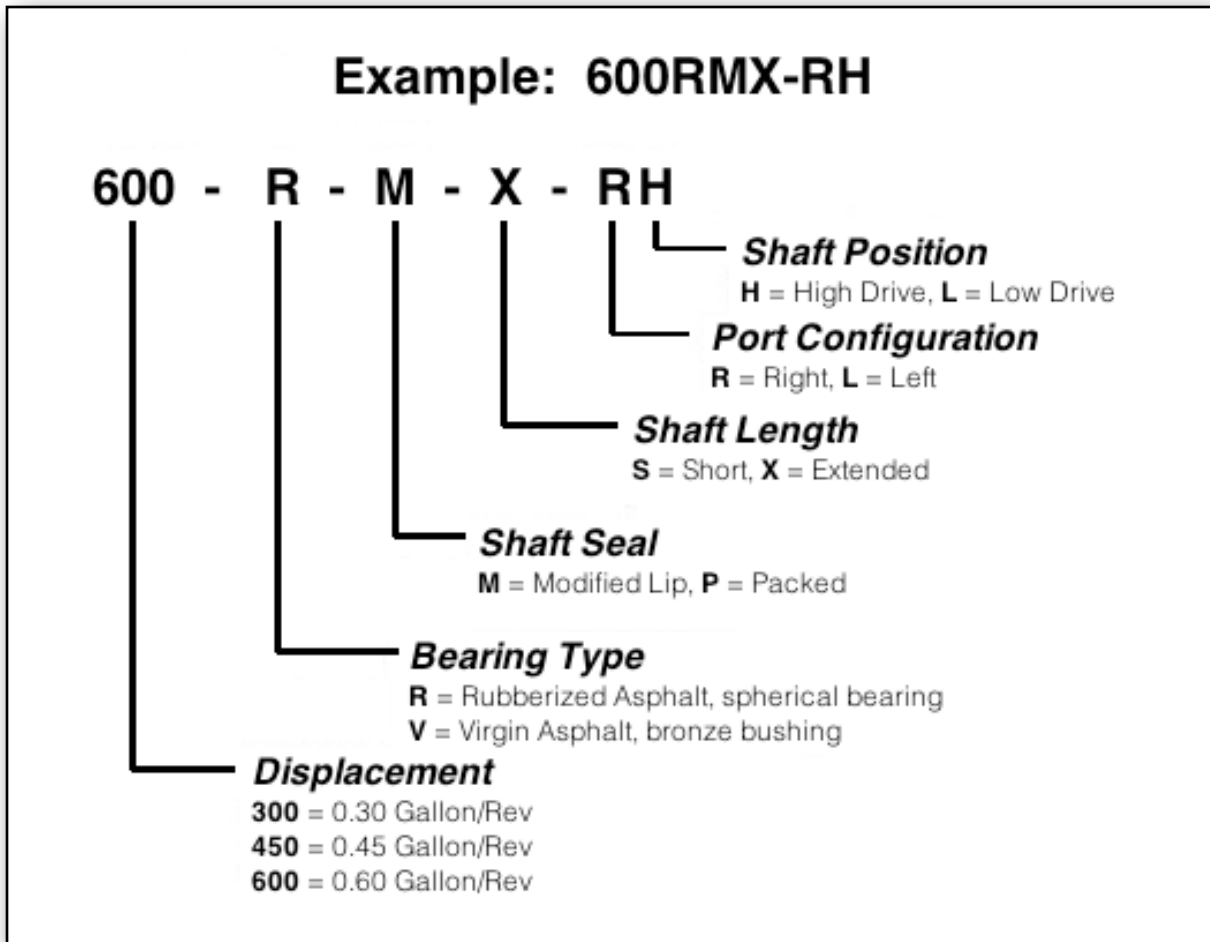 Example: 600RMX-RH
600 - R - M - X - RH
Shaft Position
H = High Drive, L = Low Drive
Port Configuration
R = Right, L = Left
Shaft Length
S = Short, X = Extended
Shaft Seal
M = Modified Lip, P = Packed
Bearing Type
R = Rubberized Asphalt, spherical bearing
V = Virgin Asphalt, bronze bushing
Displacement
300 = 0.30 Gallon/Rev
450 = 0.45 Gallon/Rev
600 = 0.60 Gallon/Rev